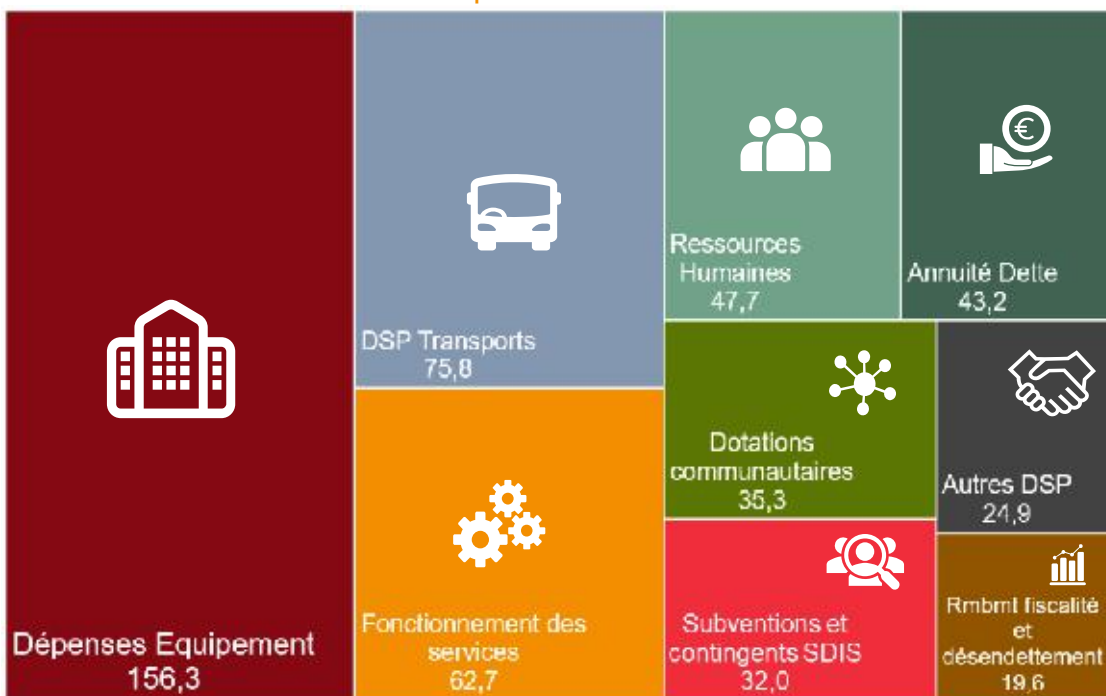 Dépenses Equipement
156,3
DSP Transports
75,8
Fonctionnement des
services
62,7
Ressources
Humaines
47,7
€
Annuité Dette
43,2
Dotations
communautaires
35,3
Autres DSP
24,9
Subventions et
contingents SDIS
32,0
Rmbmt fiscalité
et
désendettement
19,6